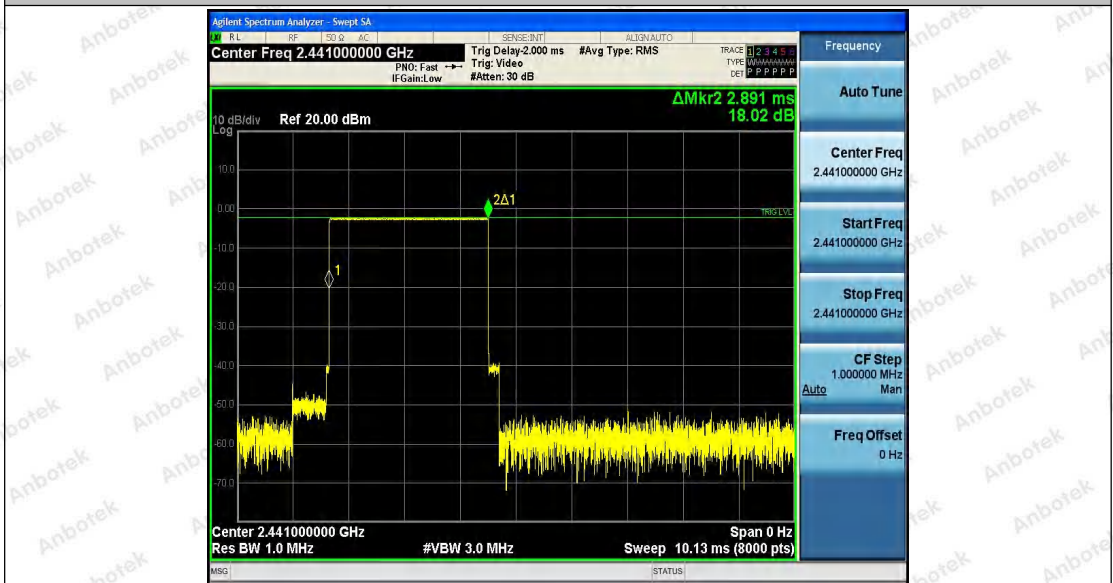 Agilent Spectrum Analyzer - Swept SA
LXI RL RF 50 Ω AC SENSE:INT ALIGN AUTO
Center Freq 2.441000000 GHz
PNO: Fast
IFGain:Low
Trig Delay-2.000 ms
Trig: Video
#Atten: 30 dB
#Avg Type: RMS
TRACE 1 2 3 4 5 6
TYPE WWWWWW
DET P P P P P P
ΔMkr2 2.891 ms
18.02 dB
10 dB/div Ref 20.00 dBm
Log
10.0
0.00
-10.0
-20.0
-30.0
-40.0
-50.0
-60.0
-70.0
2Δ1
1
TRIG LVL
Center 2.441000000 GHz
Span 0 Hz
Res BW 1.0 MHz
#VBW 3.0 MHz
Sweep 10.13 ms (8000 pts)
MSG
STATUS
Frequency
Auto Tune
Center Freq
2.441000000 GHz
Start Freq
2.441000000 GHz
Stop Freq
2.441000000 GHz
CF Step
1.000000 MHz
Auto Man
Freq Offset
0 Hz
Anbotek